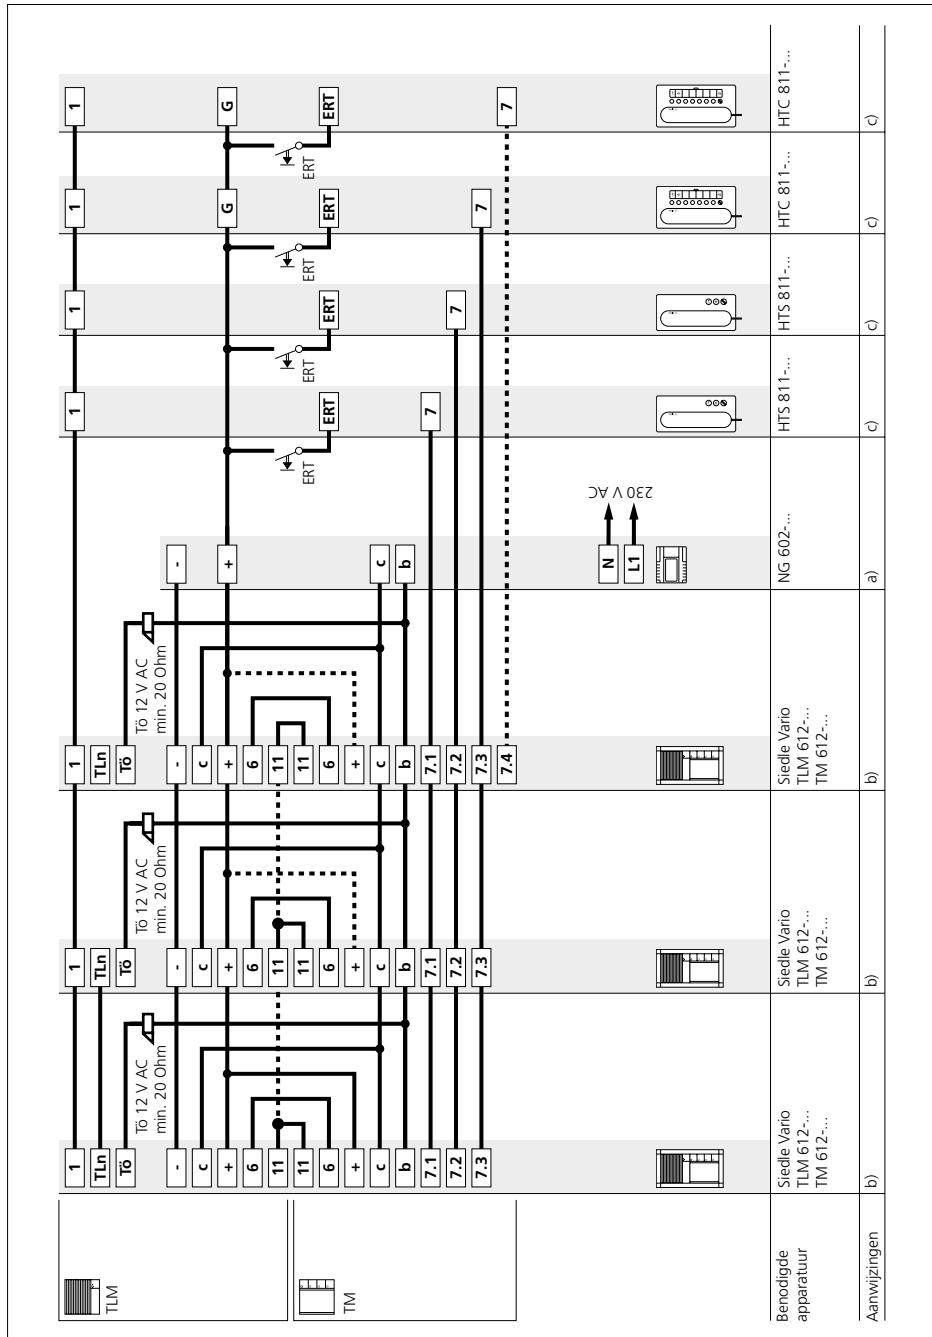 1 1 1 1 1 1 1
TLM
TLn TLn TLn
Tö Tö Tö
Tö 12 V AC
min. 20 Ohm
Tö 12 V AC
min. 20 Ohm
Tö 12 V AC
min. 20 Ohm
- - - -
c c c
+ + + + G G
6 6 6
11 11 11
11 11 11
ERT ERT ERT ERT
6 6 6 ERT ERT ERT ERT
TM
+ + +
c c c c
b b b b
7.1 7.1 7.1 7
7.2 7.2 7.2 7
7.3 7.3 7.3 7
7.4 7
N
L1
230 V AC
Benodigde
apparatuur
Siedle Vario
TLM 612-...
TM 612-...
Siedle Vario
TLM 612-...
TM 612-...
Siedle Vario
TLM 612-...
TM 612-...
NG 602-...
HTS 811-...
HTS 811-...
HTC 811-...
HTC 811-...
Aanwijzingen
b) b) b) a) c) c) c) c)